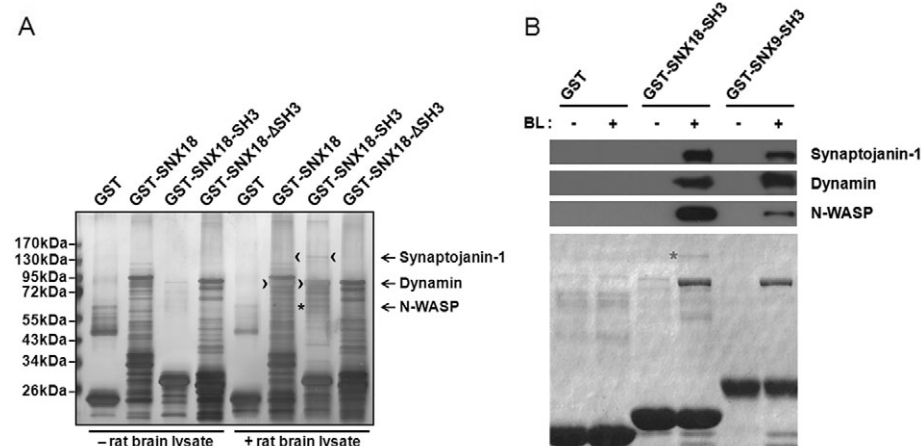 A
GST
GST-SNX18
GST-SNX18-SH3
GST-SNX18-ΔSH3
GST
GST-SNX18
GST-SNX18-SH3
GST-SNX18-ΔSH3
170kDa
130kDa
95kDa
72kDa
55kDa
43kDa
34kDa
26kDa
← Synaptojanin-1
← Dynamin
* ← N-WASP
– rat brain lysate
+ rat brain lysate
B
GST
GST-SNX18-SH3
GST-SNX9-SH3
BL : - + - + - +
Synaptojanin-1
Dynamin
N-WASP
*